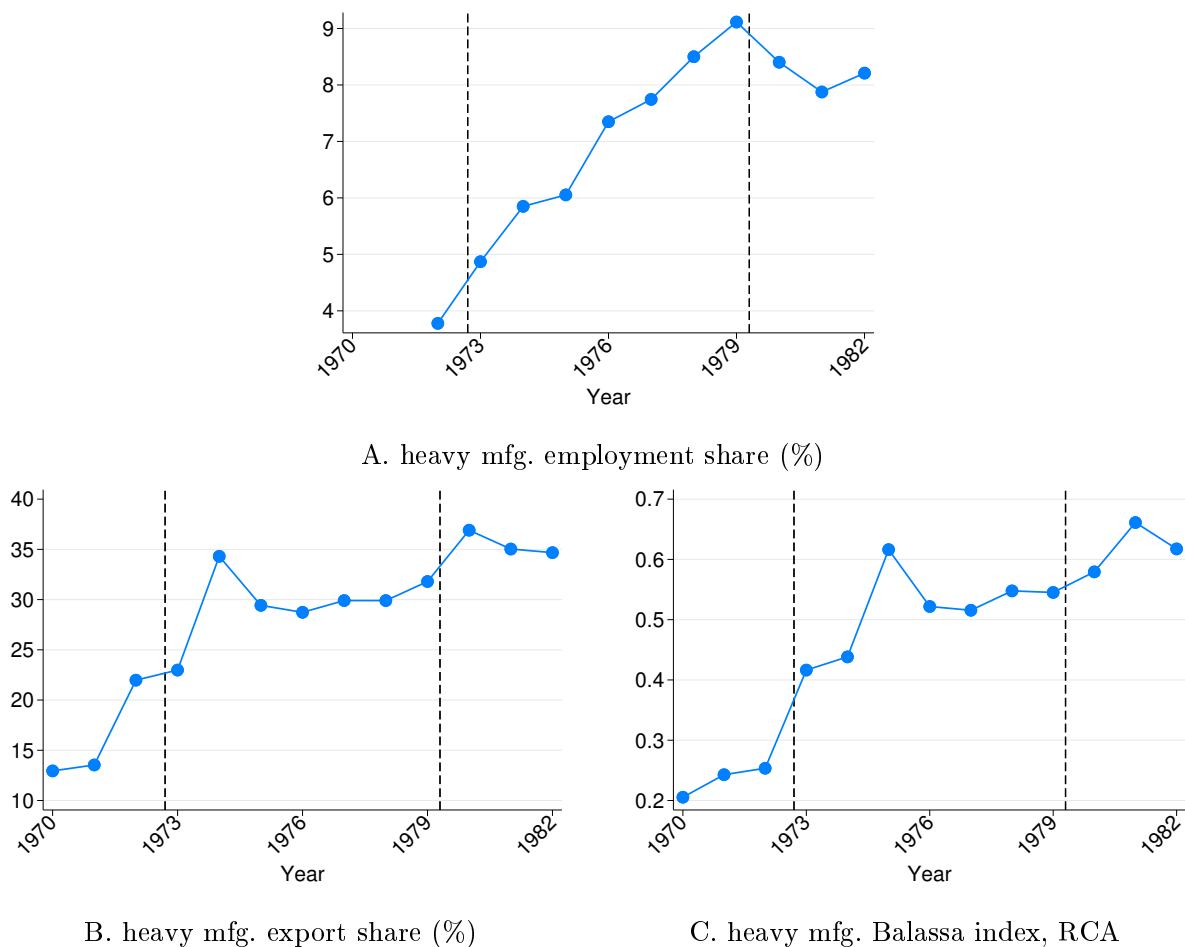 9
8
7
6
5
4
1970 1973 1976 1979 1982
Year
A. heavy mfg. employment share (%)
40
35
30
25
20
15
10
1970 1973 1976 1979 1982
Year
B. heavy mfg. export share (%)
0.7
0.6
0.5
0.4
0.3
0.2
1970 1973 1976 1979 1982
Year
C. heavy mfg. Balassa index, RCA